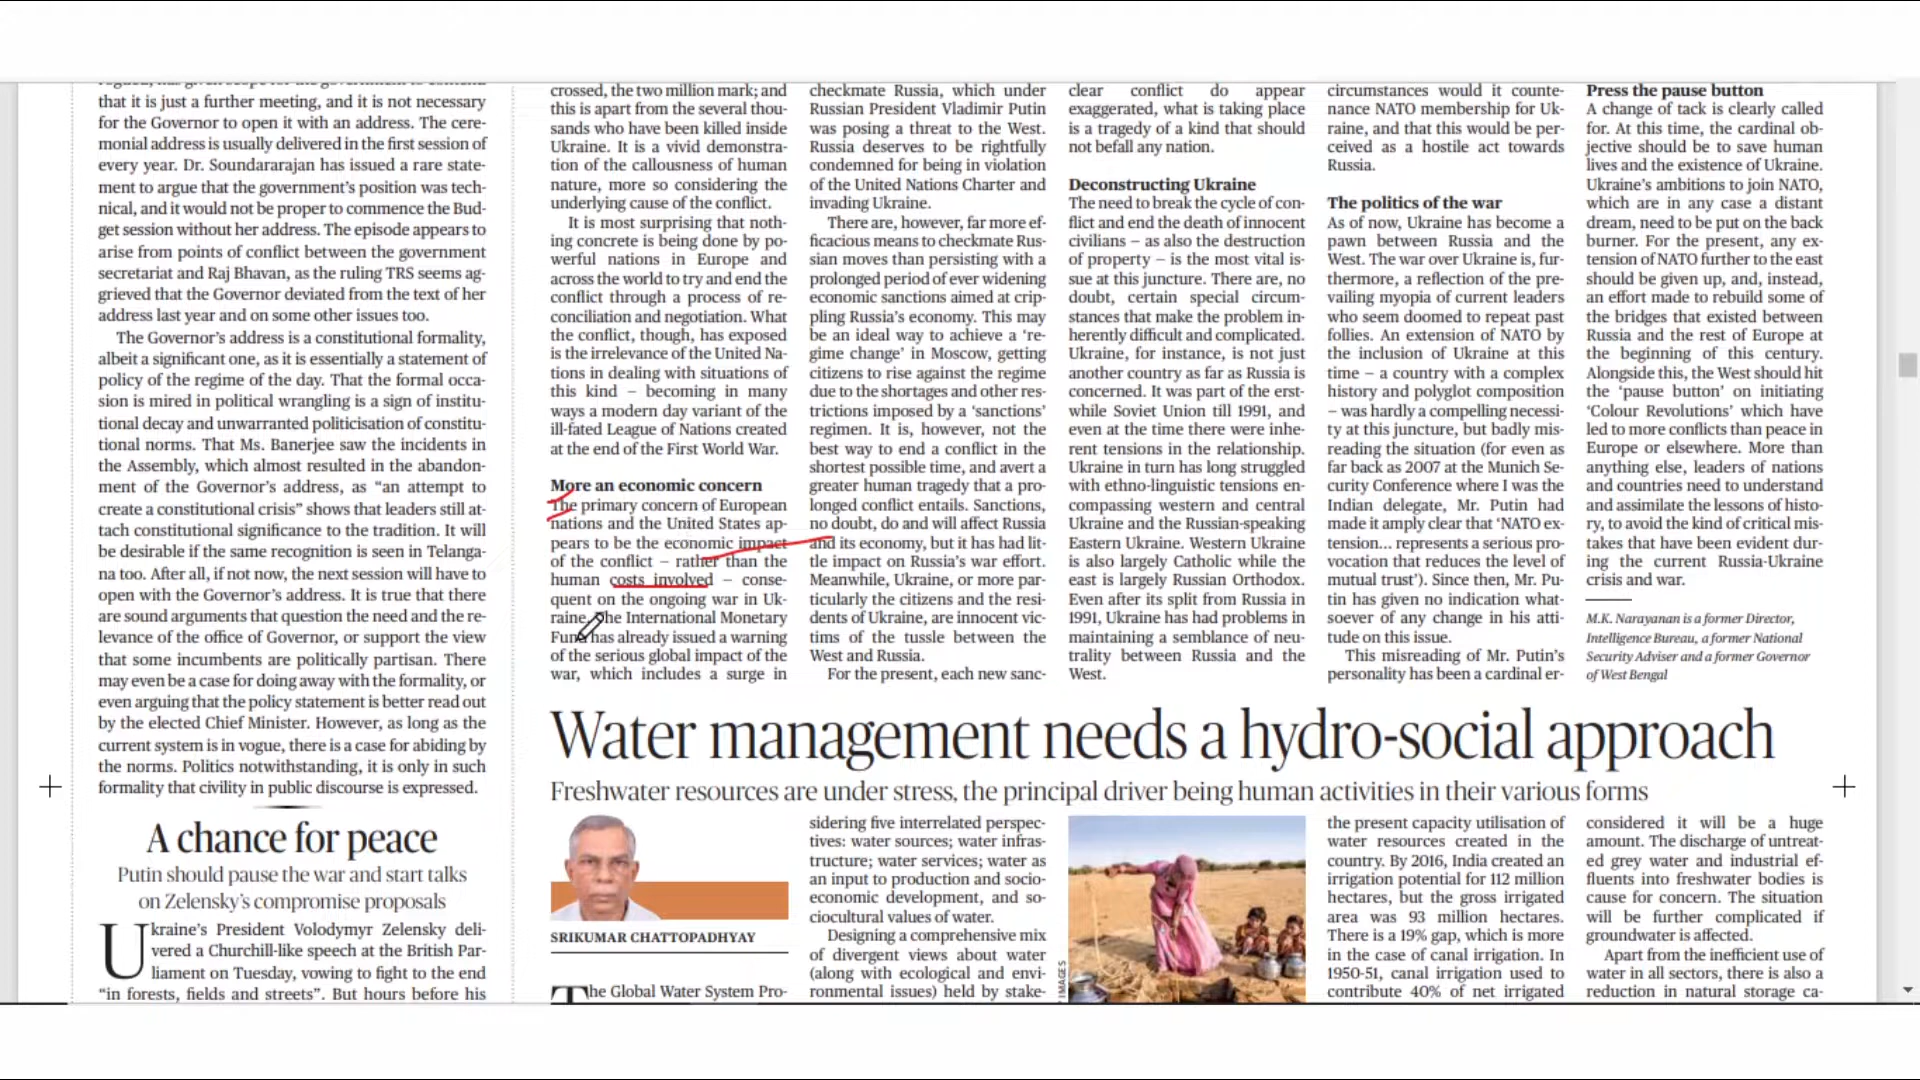 that it is just a further meeting, and it is not necessary
for the Governor to open it with an address. The cere-
monial address is usually delivered in the first session of
every year. Dr. Soundararajan has issued a rare state-
ment to argue that the government's position was tech-
nical, and it would not be proper to commence the Bud-
get session without her address. The episode appears to
arise from points of conflict between the government
secretariat and Raj Bhavan, as the ruling TRS seems ag-
grieved that the Governor deviated from the text of her
address last year and on some other issues too.
The Governor's address is a constitutional formality,
albeit a significant one, as it is essentially a statement of
policy of the regime of the day. That the formal occa-
sion is mired in political wrangling is a sign of institu-
tional decay and unwarranted politicisation of constitu-
tional norms. That Ms. Banerjee saw the incidents in
the Assembly, which almost resulted in the abandon-
ment of the Governor's address, as “an attempt to
create a constitutional crisis” shows that leaders still at-
tach constitutional significance to the tradition. It will
be desirable if the same recognition is seen in Telanga-
na too. After all, if not now, the next session will have to
open with the Governor's address. It is true that there
are sound arguments that question the need and the re-
levance of the office of Governor, or support the view
that some incumbents are politically partisan. There
may even be a case for doing away with the formality, or
even arguing that the policy statement is better read out
by the elected Chief Minister. However, as long as the
current system is in vogue, there is a case for abiding by
the norms. Politics notwithstanding, it is only in such
formality that civility in public discourse is expressed.
A chance for peace
Putin should pause the war and start talks
on Zelensky's compromise proposals
Ukraine's President Volodymyr Zelensky deli-
vered a Churchill-like speech at the British Par-
liament on Tuesday, vowing to fight to the end
“in forests, fields and streets”. But hours before his
crossed, the two million mark; and
this is apart from the several thou-
sands who have been killed inside
Ukraine. It is a vivid demonstra-
tion of the callousness of human
nature, more so considering the
underlying cause of the conflict.
It is most surprising that noth-
ing concrete is being done by po-
werful nations in Europe and
across the world to try and end the
conflict through a process of re-
conciliation and negotiation. What
the conflict, though, has exposed
is the irrelevance of the United Na-
tions in dealing with situations of
this kind – becoming in many
ways a modern day variant of the
ill-fated League of Nations created
at the end of the First World War.
More an economic concern
The primary concern of European
nations and the United States ap-
pears to be the economic impact
of the conflict – rather than the
human costs involved – conse-
quent on the ongoing war in Uk-
raine. The International Monetary
Fund has already issued a warning
of the serious global impact of the
war, which includes a surge in
checkmate Russia, which under
Russian President Vladimir Putin
was posing a threat to the West.
Russia deserves to be rightfully
condemned for being in violation
of the United Nations Charter and
invading Ukraine.
There are, however, far more ef-
ficacious means to checkmate Rus-
sian moves than persisting with a
prolonged period of ever widening
economic sanctions aimed at crip-
pling Russia's economy. This may
be an ideal way to achieve a ‘re-
gime change’ in Moscow, getting
citizens to rise against the regime
due to the shortages and other res-
trictions imposed by a ‘sanctions’
regimen. It is, however, not the
best way to end a conflict in the
shortest possible time, and avert a
greater human tragedy that a pro-
longed conflict entails. Sanctions,
no doubt, do and will affect Russia
and its economy, but it has had lit-
tle impact on Russia's war effort.
Meanwhile, Ukraine, or more par-
ticularly the citizens and the resi-
dents of Ukraine, are innocent vic-
tims of the tussle between the
West and Russia.
For the present, each new sanc-
clear conflict do appear
exaggerated, what is taking place
is a tragedy of a kind that should
not befall any nation.
Deconstructing Ukraine
The need to break the cycle of con-
flict and end the death of innocent
civilians – as also the destruction
of property – is the most vital is-
sue at this juncture. There are, no
doubt, certain special circum-
stances that make the problem in-
herently difficult and complicated.
Ukraine, for instance, is not just
another country as far as Russia is
concerned. It was part of the erst-
while Soviet Union till 1991, and
even at the time there were inhe-
rent tensions in the relationship.
Ukraine in turn has long struggled
with ethno-linguistic tensions en-
compassing western and central
Ukraine and the Russian-speaking
Eastern Ukraine. Western Ukraine
is also largely Catholic while the
east is largely Russian Orthodox.
Even after its split from Russia in
1991, Ukraine has had problems in
maintaining a semblance of neu-
trality between Russia and the
West.
circumstances would it counte-
nance NATO membership for Uk-
raine, and that this would be per-
ceived as a hostile act towards
Russia.
The politics of the war
As of now, Ukraine has become a
pawn between Russia and the
West. The war over Ukraine is, fur-
thermore, a reflection of the pre-
vailing myopia of current leaders
who seem doomed to repeat past
follies. An extension of NATO by
the inclusion of Ukraine at this
time – a country with a complex
history and polyglot composition
– was hardly a compelling necessi-
ty at this juncture, but badly mis-
reading the situation (for even as
far back as 2007 at the Munich Se-
curity Conference where I was the
Indian delegate, Mr. Putin had
made it amply clear that ‘NATO ex-
tension... represents a serious pro-
vocation that reduces the level of
mutual trust’). Since then, Mr. Pu-
tin has given no indication what-
soever of any change in his atti-
tude on this issue.
This misreading of Mr. Putin's
personality has been a cardinal er-
Press the pause button
A change of tack is clearly called
for. At this time, the cardinal ob-
jective should be to save human
lives and the existence of Ukraine.
Ukraine's ambitions to join NATO,
which are in any case a distant
dream, need to be put on the back
burner. For the present, any ex-
tension of NATO further to the east
should be given up, and, instead,
an effort made to rebuild some of
the bridges that existed between
Russia and the rest of Europe at
the beginning of this century.
Alongside this, the West should hit
the ‘pause button’ on initiating
‘Colour Revolutions’ which have
led to more conflicts than peace in
Europe or elsewhere. More than
anything else, leaders of nations
and countries need to understand
and assimilate the lessons of histo-
ry, to avoid the kind of critical mis-
takes that have been evident dur-
ing the current Russia-Ukraine
crisis and war.
M.K. Narayanan is a former Director,
Intelligence Bureau, a former National
Security Adviser and a former Governor
of West Bengal
Water management needs a hydro-social approach
Freshwater resources are under stress, the principal driver being human activities in their various forms
SRIKUMAR CHATTOPADHYAY
The Global Water System Pro-
sidering five interrelated perspec-
tives: water sources; water infras-
tructure; water services; water as
an input to production and socio-
economic development, and so-
ciocultural values of water.
Designing a comprehensive mix
of divergent views about water
(along with ecological and envi-
ronmental issues) held by stake-
IMAGES
the present capacity utilisation of
water resources created in the
country. By 2016, India created an
irrigation potential for 112 million
hectares, but the gross irrigated
area was 93 million hectares.
There is a 19% gap, which is more
in the case of canal irrigation. In
1950-51, canal irrigation used to
contribute 40% of net irrigated
considered it will be a huge
amount. The discharge of untreat-
ed grey water and industrial ef-
fluents into freshwater bodies is
cause for concern. The situation
will be further complicated if
groundwater is affected.
Apart from the inefficient use of
water in all sectors, there is also a
reduction in natural storage ca-